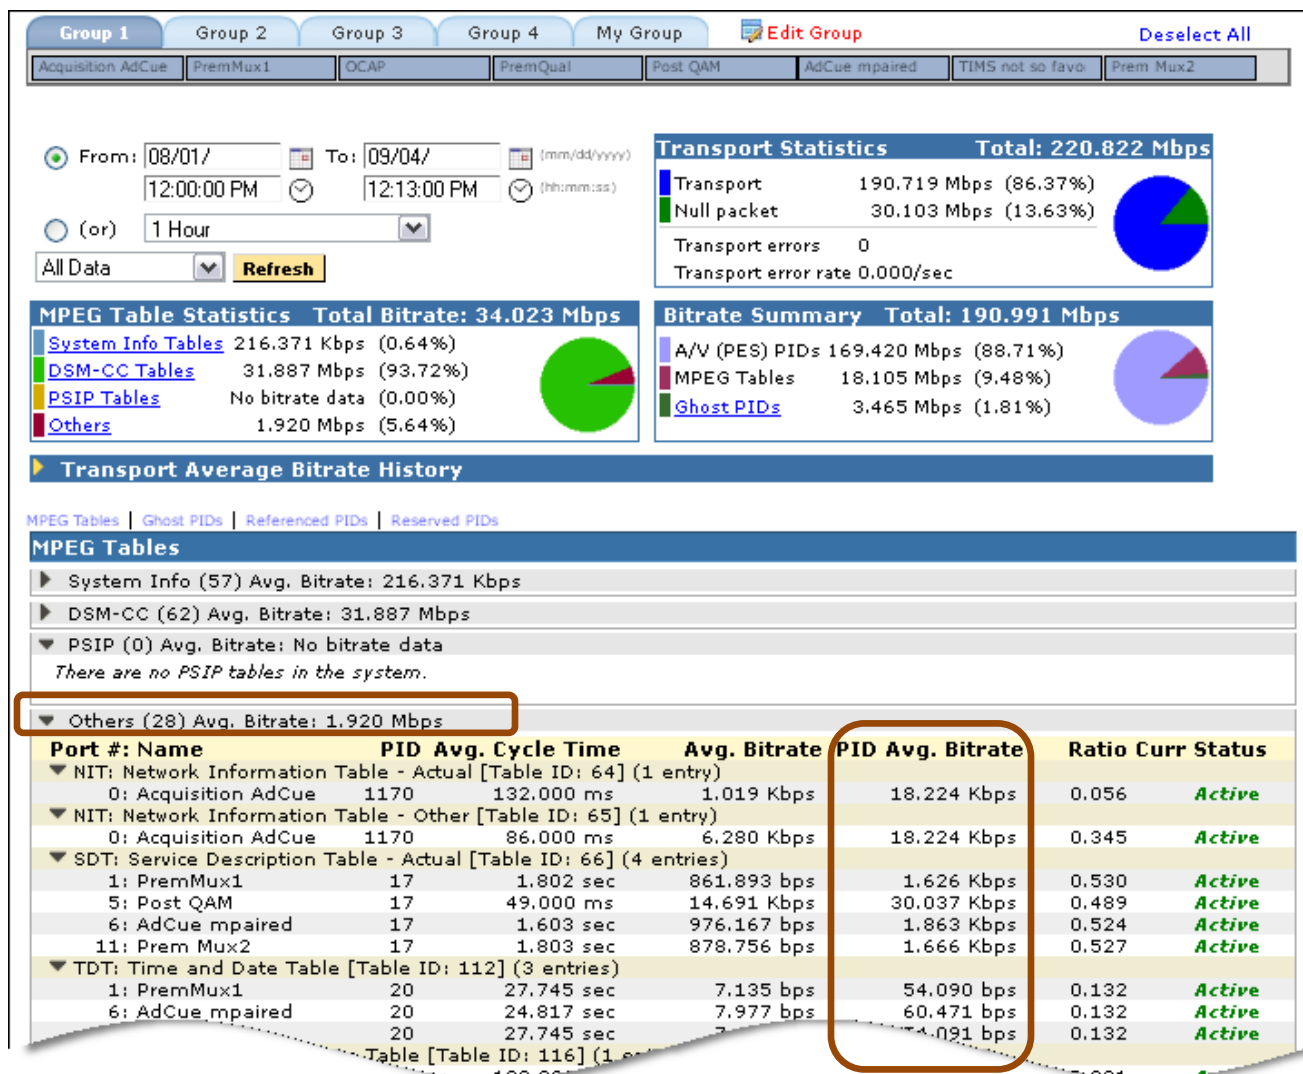 Group 1 Group 2 Group 3 Group 4 My Group Edit Group Deselect All
Acquisition AdCue PremMux1 OCAP PremQual Post QAM AdCue mpaired TIMS not so favo Prem Mux2
From: 08/01/ To: 09/04/ (mm/dd/yyyy)
12:00:00 PM 12:13:00 PM (hh:mm:ss)
(or) 1 Hour
All Data Refresh
Transport Statistics Total: 220.822 Mbps
Transport 190.719 Mbps (86.37%)
Null packet 30.103 Mbps (13.63%)
Transport errors 0
Transport error rate 0.000/sec
MPEG Table Statistics Total Bitrate: 34.023 Mbps
System Info Tables 216.371 Kbps (0.64%)
DSM-CC Tables 31.887 Mbps (93.72%)
PSIP Tables No bitrate data (0.00%)
Others 1.920 Mbps (5.64%)
Bitrate Summary Total: 190.991 Mbps
A/V (PES) PIDs 169.420 Mbps (88.71%)
MPEG Tables 18.105 Mbps (9.48%)
Ghost PIDs 3.465 Mbps (1.81%)
Transport Average Bitrate History
MPEG Tables | Ghost PIDs | Referenced PIDs | Reserved PIDs
MPEG Tables
System Info (57) Avg. Bitrate: 216.371 Kbps
DSM-CC (62) Avg. Bitrate: 31.887 Mbps
PSIP (0) Avg. Bitrate: No bitrate data
There are no PSIP tables in the system.
Others (28) Avg. Bitrate: 1.920 Mbps
Port #: Name PID Avg. Cycle Time Avg. Bitrate PID Avg. Bitrate Ratio Curr Status
NIT: Network Information Table - Actual [Table ID: 64] (1 entry)
0: Acquisition AdCue 1170 132.000 ms 1.019 Kbps 18.224 Kbps 0.056 Active
NIT: Network Information Table - Other [Table ID: 65] (1 entry)
0: Acquisition AdCue 1170 86.000 ms 6.280 Kbps 18.224 Kbps 0.345 Active
SDT: Service Description Table - Actual [Table ID: 66] (4 entries)
1: PremMux1 17 1.802 sec 861.893 bps 1.626 Kbps 0.530 Active
5: Post QAM 17 49.000 ms 14.691 Kbps 30.037 Kbps 0.489 Active
6: AdCue mpaired 17 1.603 sec 976.167 bps 1.863 Kbps 0.524 Active
11: Prem Mux2 17 1.803 sec 878.756 bps 1.666 Kbps 0.527 Active
TDT: Time and Date Table [Table ID: 112] (3 entries)
1: PremMux1 20 27.745 sec 7.135 bps 54.090 bps 0.132 Active
6: AdCue mpaired 20 24.817 sec 7.977 bps 60.471 bps 0.132 Active
20 27.745 sec bps 0.132 Active
Table [Table ID: 116] (1